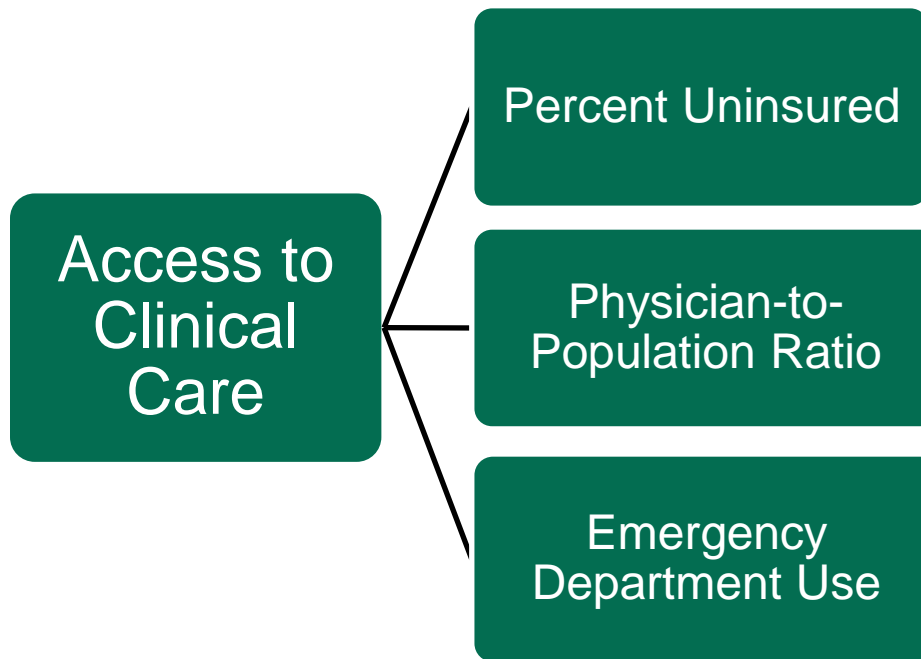 Access to
Clinical
Care
Percent Uninsured
Physician-to-
Population Ratio
Emergency
Department Use